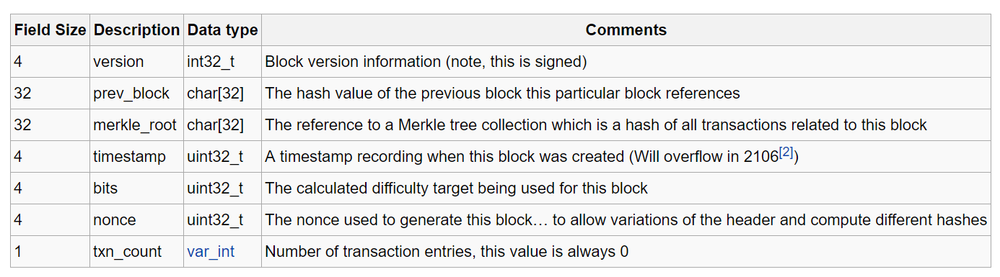 Field Size Description Data type Comments
4 version int32_t Block version information (note, this is signed)
32 prev_block char[32] The hash value of the previous block this particular block references
32 merkle_root char[32] The reference to a Merkle tree collection which is a hash of all transactions related to this block
4 timestamp uint32_t A timestamp recording when this block was created (Will overflow in 2106[2])
4 bits uint32_t The calculated difficulty target being used for this block
4 nonce uint32_t The nonce used to generate this block… to allow variations of the header and compute different hashes
1 txn_count var_int Number of transaction entries, this value is always 0